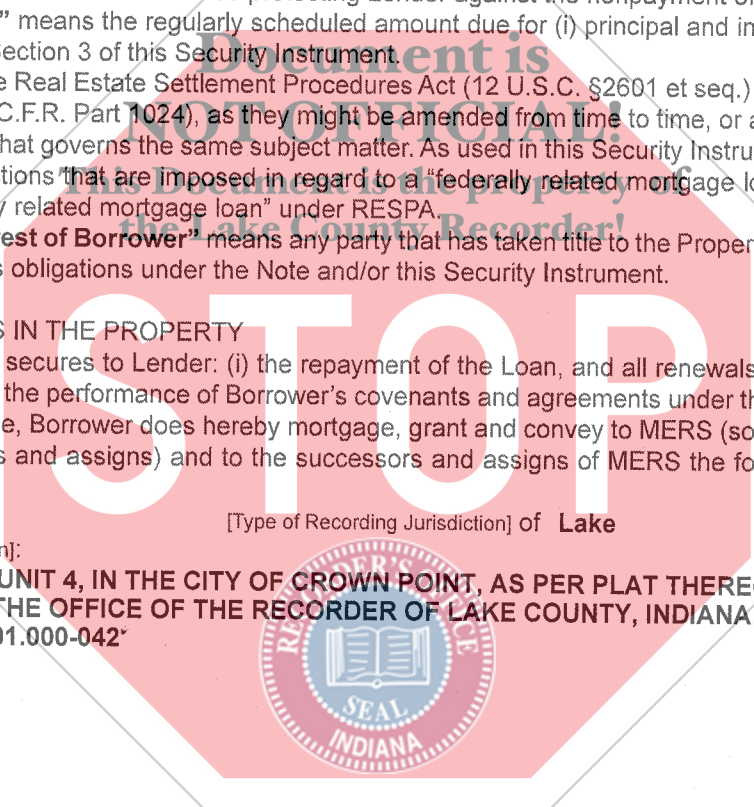 ” means the regularly scheduled amount due for (i) principal and in
Section 3 of this Security Instrument.
Document is
e Real Estate Settlement Procedures Act (12 U.S.C. §2601 et seq.)
C.F.R. Part 1024), as they might be amended from time to time, or a
NOT OFFICIAL!
hat governs the same subject matter. As used in this Security Instru
tions that are imposed in regard to a “federally related mortgage lo
This Document is the property of
y related mortgage loan” under RESPA.
the Lake County Recorder!
rest of Borrower” means any party that has taken title to the Proper
s obligations under the Note and/or this Security Instrument.
S IN THE PROPERTY
secures to Lender: (i) the repayment of the Loan, and all renewals
the performance of Borrower’s covenants and agreements under th
e, Borrower does hereby mortgage, grant and convey to MERS (so
s and assigns) and to the successors and assigns of MERS the fo
STOP
[Type of Recording Jurisdiction] of Lake
n]:
UNIT 4, IN THE CITY OF CROWN POINT, AS PER PLAT THERE
THE OFFICE OF THE RECORDER OF LAKE COUNTY, INDIANA
01.000-042
RECORDER'S OFFICE
SEAL
INDIANA